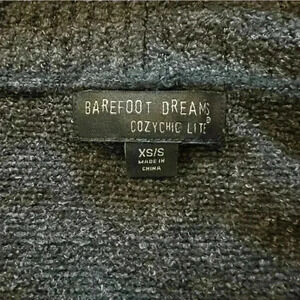 BAREFOOT DREAMS®
COZYCHIC LITE
XS/S
MADE IN
CHINA